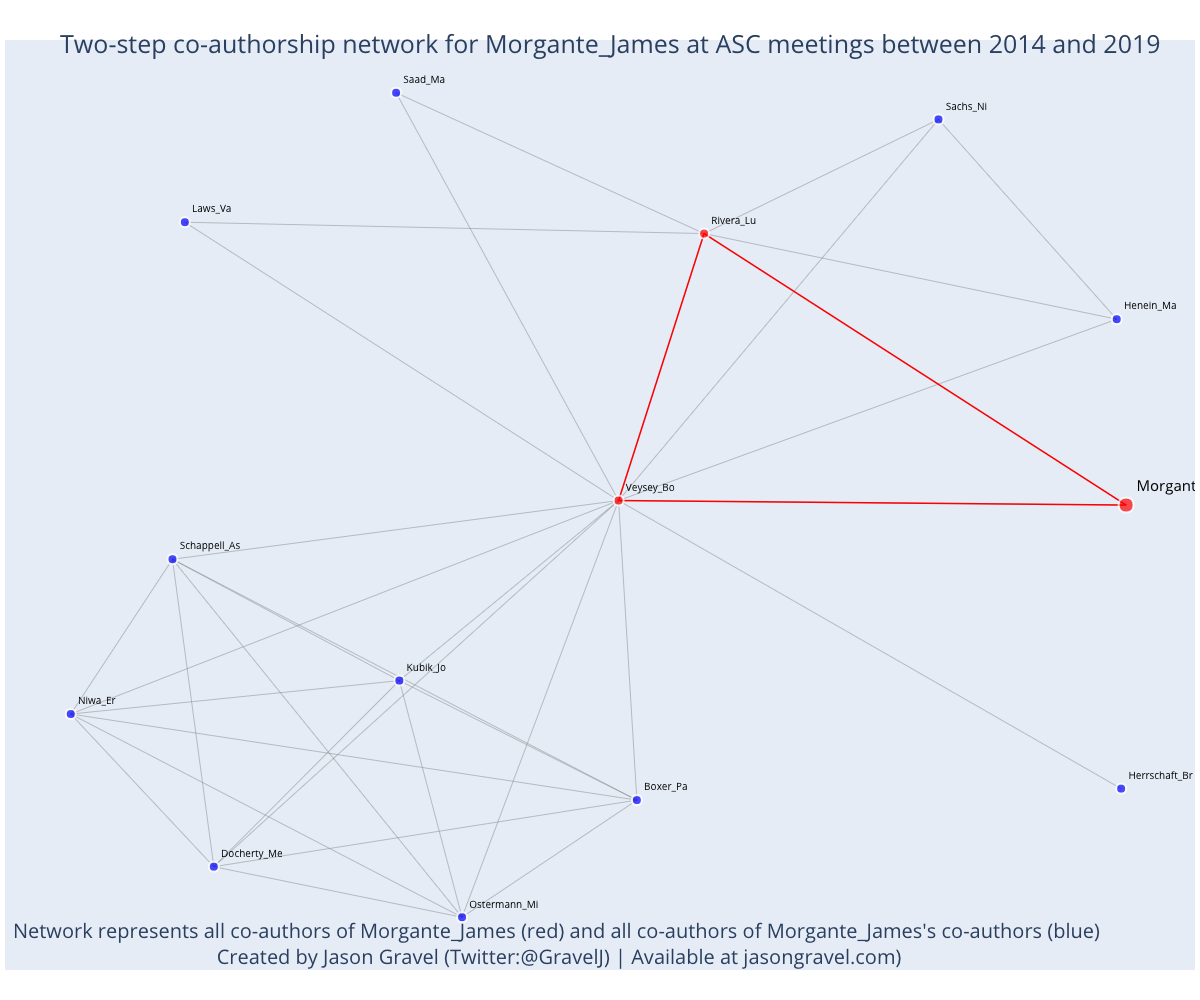 Two-step co-authorship network for Morgante_James at ASC meetings between 2014 and 2019
Saad_Ma
Sachs_Ni
Laws_Va
Rivera_Lu
Henein_Ma
Veysey_Bo
Morgant
Schappell_As
Kubik_Jo
Niwa_Er
Herrschaft_Br
Boxer_Pa
Docherty_Me
Ostermann_Mi
Network represents all co-authors of Morgante_James (red) and all co-authors of Morgante_James's co-authors (blue)
Created by Jason Gravel (Twitter:@GravelJ) | Available at jasongravel.com)